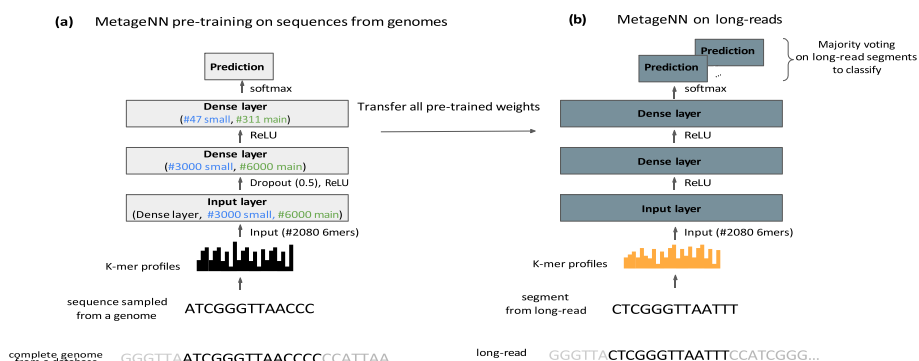 (a) MetageNN pre-training on sequences from genomes
Prediction
softmax
Dense layer
(#47 small, #311 main)
ReLU
Dense layer
(#3000 small, #6000 main)
Dropout (0.5), ReLU
Input layer
(Dense layer, #3000 small, #6000 main)
Input (#2080 6mers)
K-mer profiles
sequence sampled
from a genome
ATCGGGTTAACCC
complete genome
from a database
GGGTTAATCGGGTTAACCCCCCATTAA
Transfer all pre-trained weights
(b) MetageNN on long-reads
Prediction
Prediction
...
Majority voting
on long-read segments
to classify
softmax
Dense layer
ReLU
Dense layer
ReLU
Input layer
Input (#2080 6mers)
K-mer profiles
segment
from long-read
CTCGGGTTAATTT
long-read
GGGTTACTCGGGTTAATTTCCATCGGG...